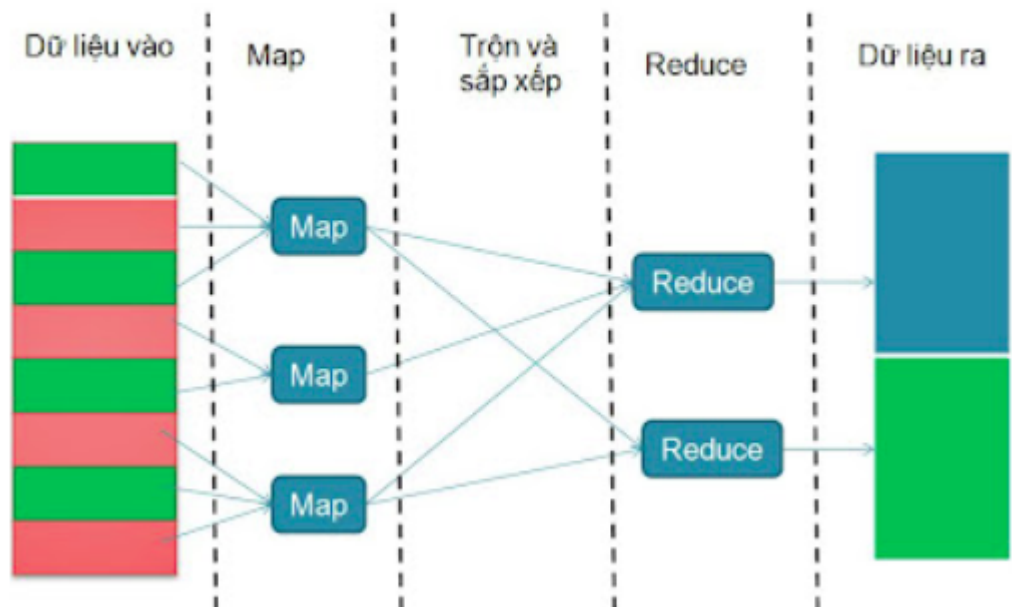 Dữ liệu vào
Map
Trộn và
sắp xếp
Reduce
Dữ liệu ra
Map
Map
Map
Reduce
Reduce